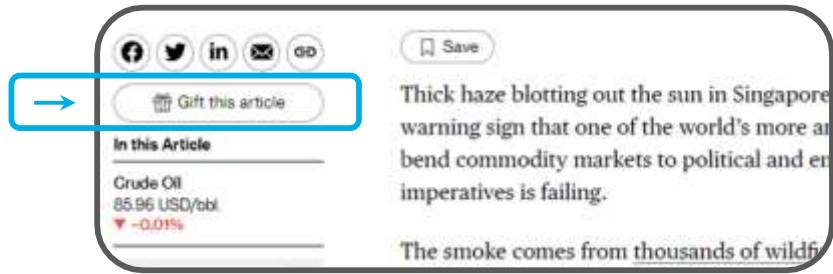 Gift this article
In this Article
Crude Oil
85.96 USD/bbl.
▼ −0.01%
Save
Thick haze blotting out the sun in Singapore
warning sign that one of the world's more
bend commodity markets to political and
imperatives is failing.
The smoke comes from thousands of